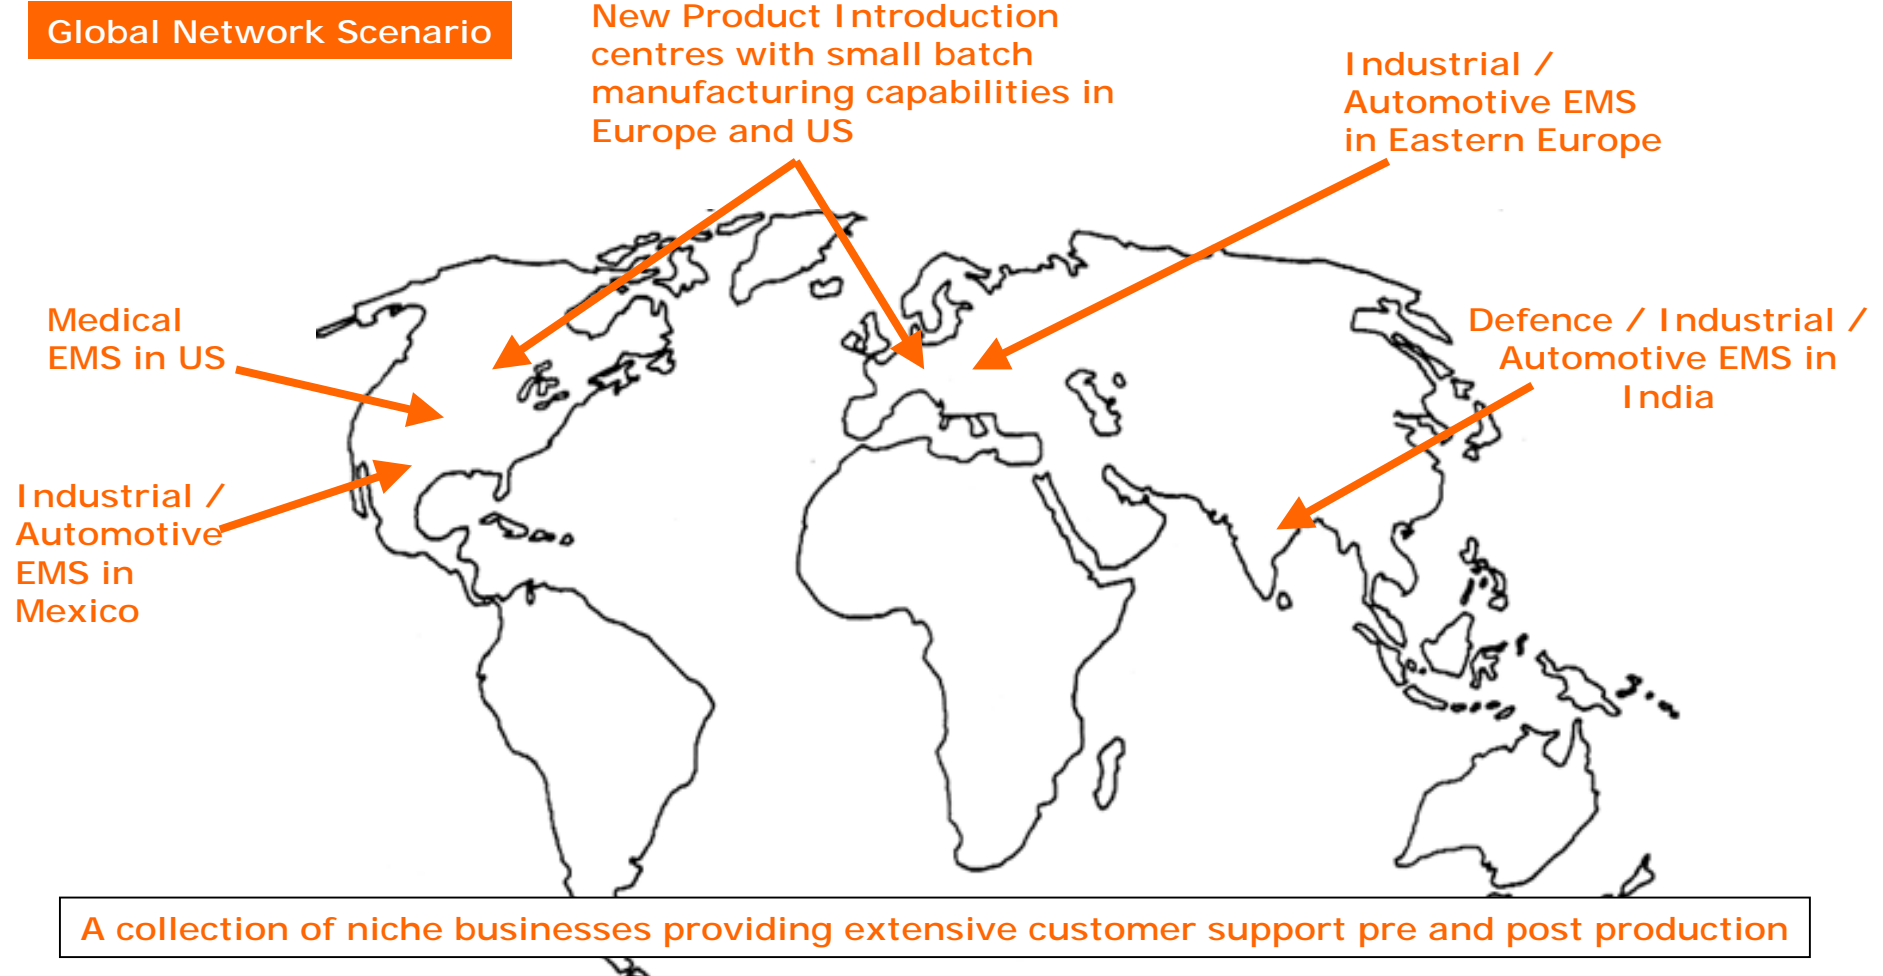 Global Network Scenario
New Product Introduction
centres with small batch
manufacturing capabilities in
Europe and US
Industrial /
Automotive EMS
in Eastern Europe
Medical
EMS in US
Defence / Industrial /
Automotive EMS in
India
Industrial /
Automotive
EMS in
Mexico
A collection of niche businesses providing extensive customer support pre and post production